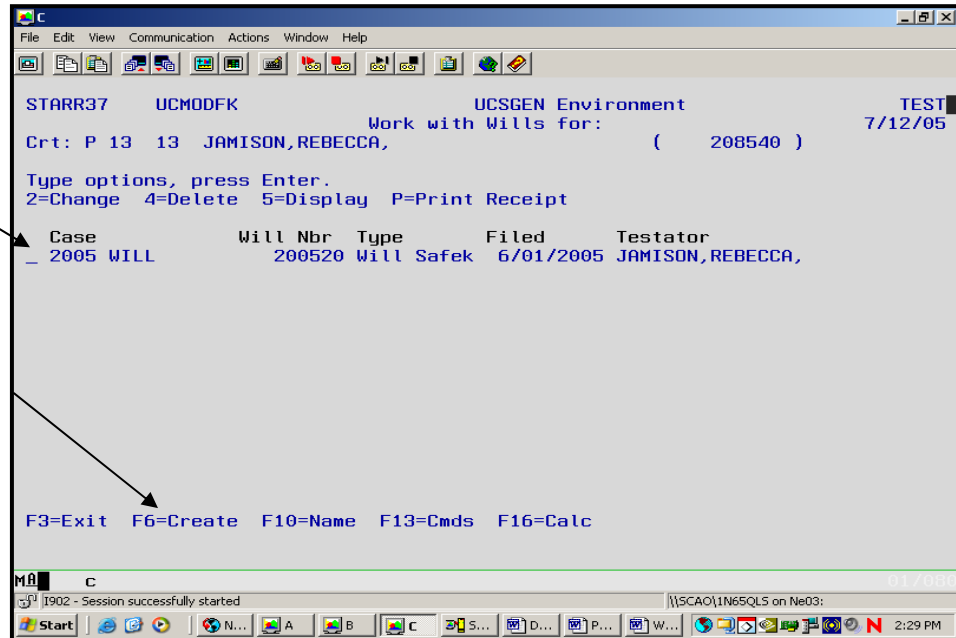 C
File Edit View Communication Actions Window Help
STARR37 UCMODFK UCSGEN Environment TEST
Work with Wills for: 7/12/05
Crt: P 13 13 JAMISON,REBECCA, ( 208540 )
Type options, press Enter.
2=Change 4=Delete 5=Display P=Print Receipt
Case Will Nbr Type Filed Testator
_ 2005 WILL 200520 Will Safek 6/01/2005 JAMISON,REBECCA,
F3=Exit F6=Create F10=Name F13=Cmds F16=Calc
MA C 01/080
I902 - Session successfully started \\SCAO\1N65QLS on Ne03:
Start N... A B C S... D... P... W... N 2:29 PM